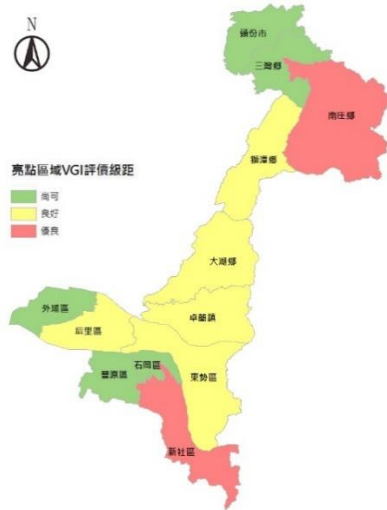 N
頭份市
三灣鄉
南庄鄉
獅潭鄉
亮點區域VGI評價級距
尚可
良好
優良
大湖鄉
外埔區
卓蘭鎮
后里區
石岡區
豐原區
東勢區
新社區